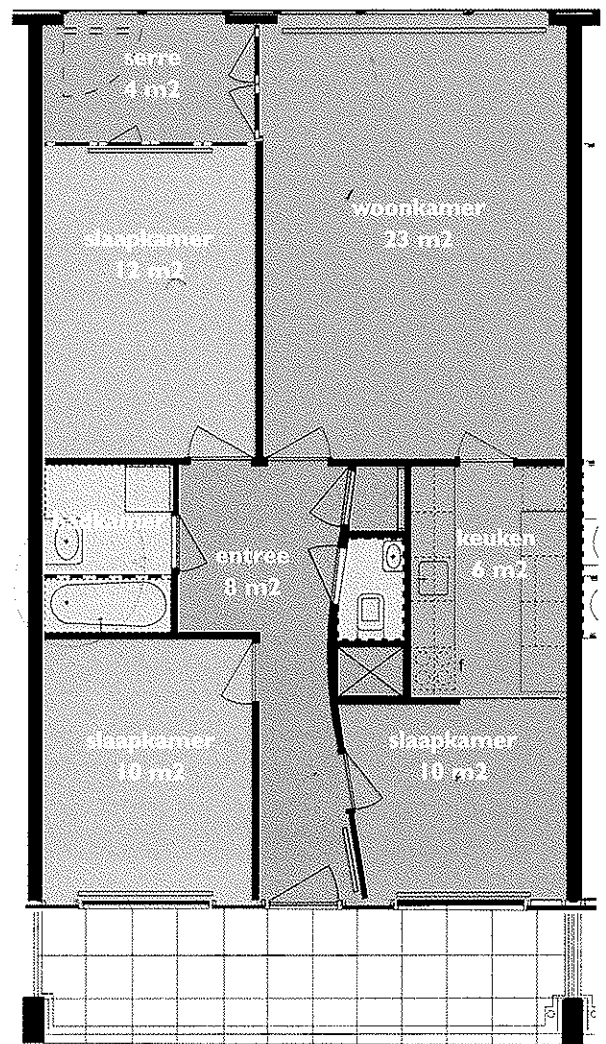 serre
4 m2
woonkamer
23 m2
slaapkamer
12 m2
badkamer
entree
8 m2
keuken
6 m2
slaapkamer
10 m2
slaapkamer
10 m2